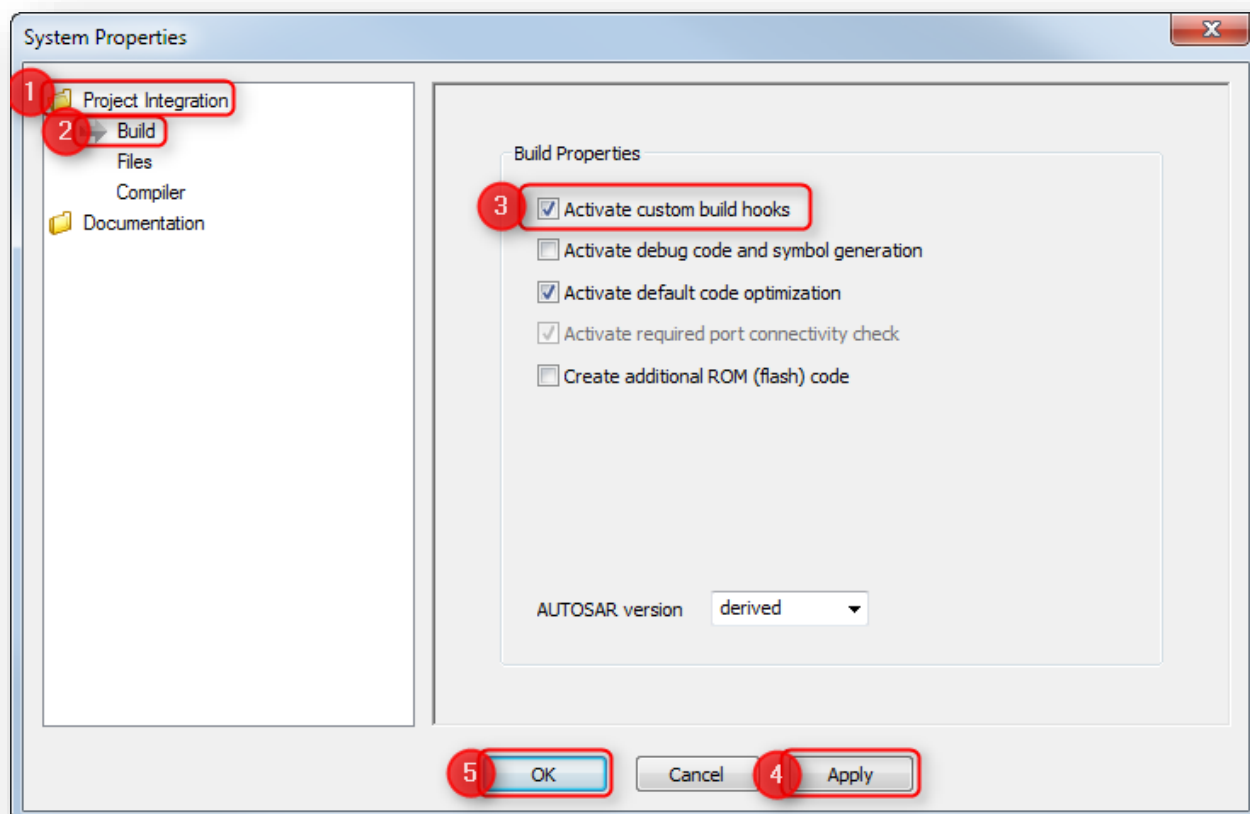 System Properties
1 Project Integration
2 Build
Files
Compiler
Documentation
Build Properties
3 Activate custom build hooks
Activate debug code and symbol generation
Activate default code optimization
Activate required port connectivity check
Create additional ROM (flash) code
AUTOSAR version derived
5 OK Cancel 4 Apply